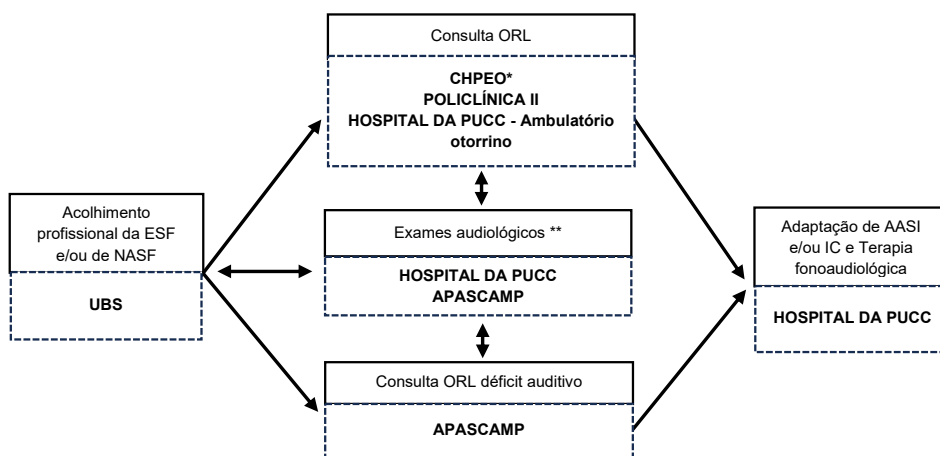 Consulta ORL
CHPEO*
POLICLÍNICA II
HOSPITAL DA PUCC - Ambulatório
otorrino
Acolhimento
profissional da ESF
e/ou de NASF
UBS
Exames audiológicos **
HOSPITAL DA PUCC
APASCAMP
Consulta ORL déficit auditivo
APASCAMP
Adaptação de AASI
e/ou IC e Terapia
fonoaudiológica
HOSPITAL DA PUCC